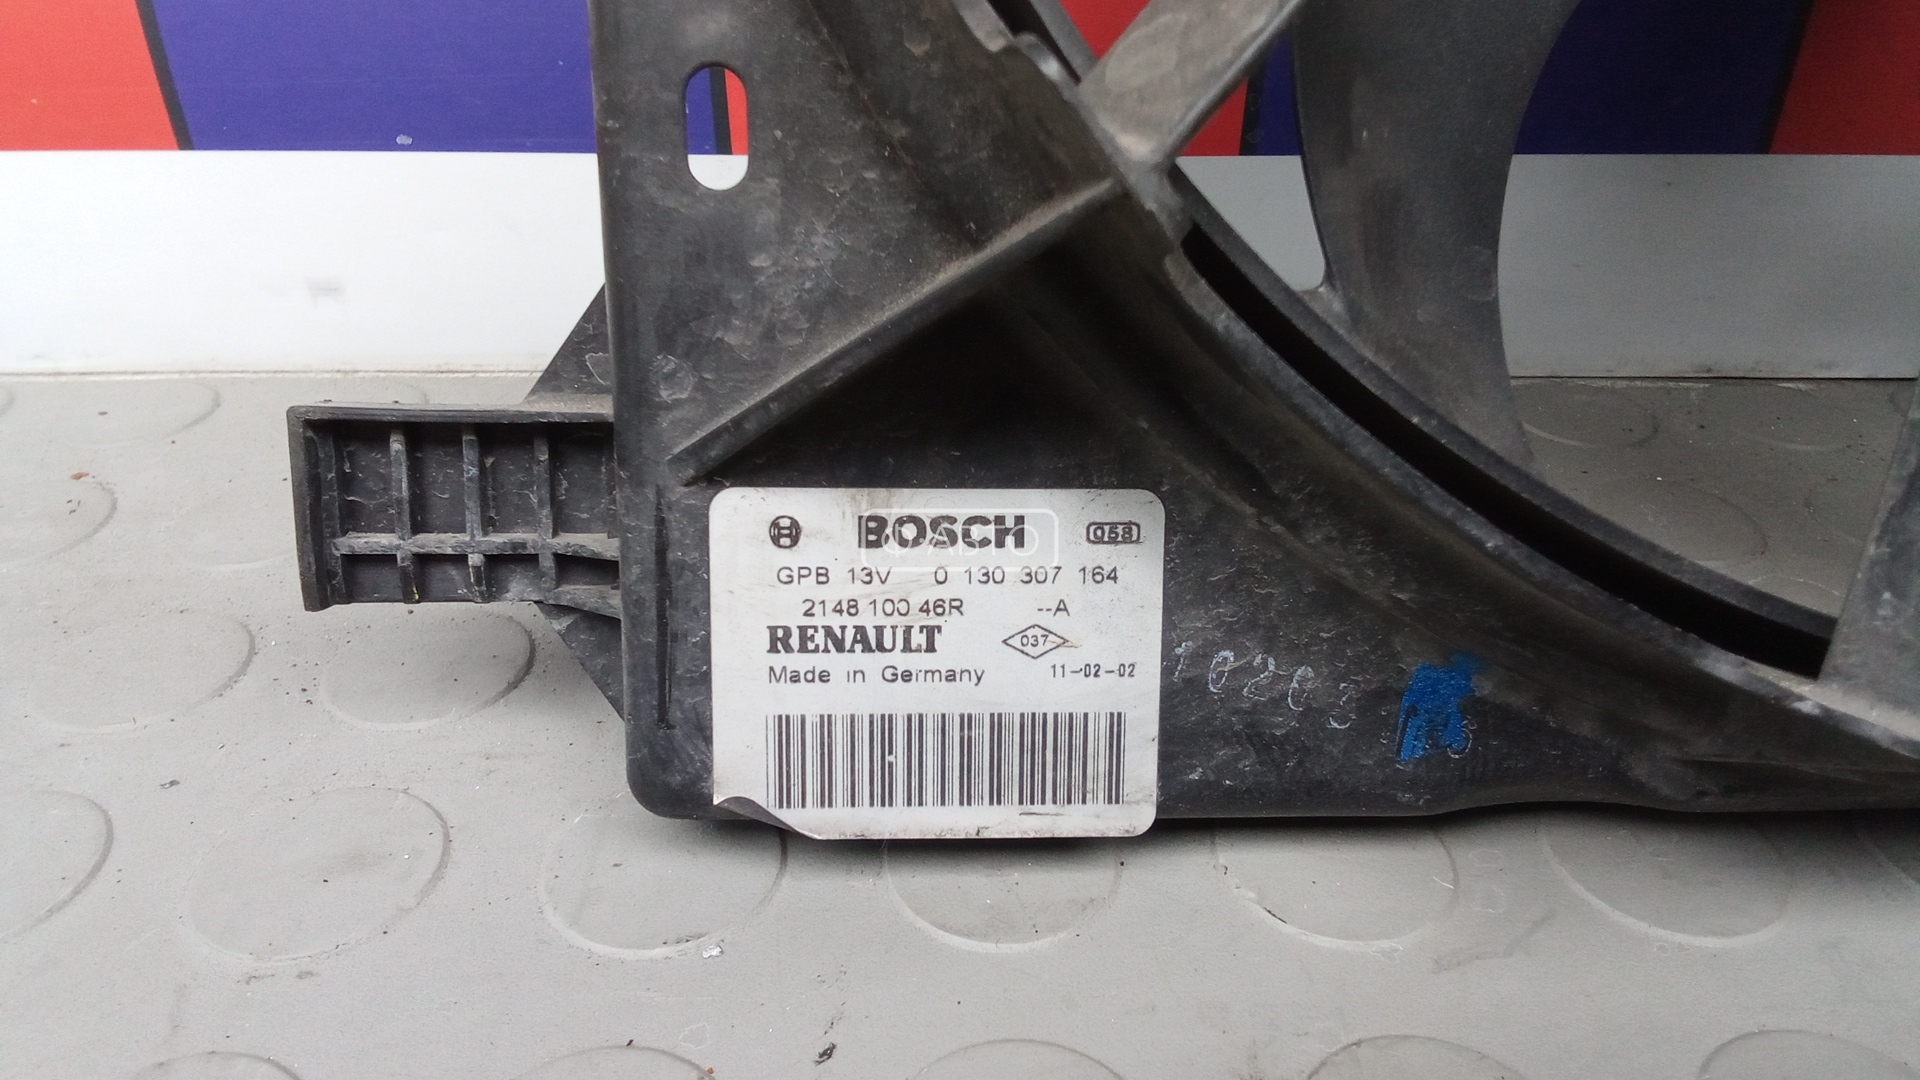 BOSCH 058
GPB 13V 0 130 307 164
2148 100 46R --A
RENAULT 037
Made in Germany 11-02-02
АВТО